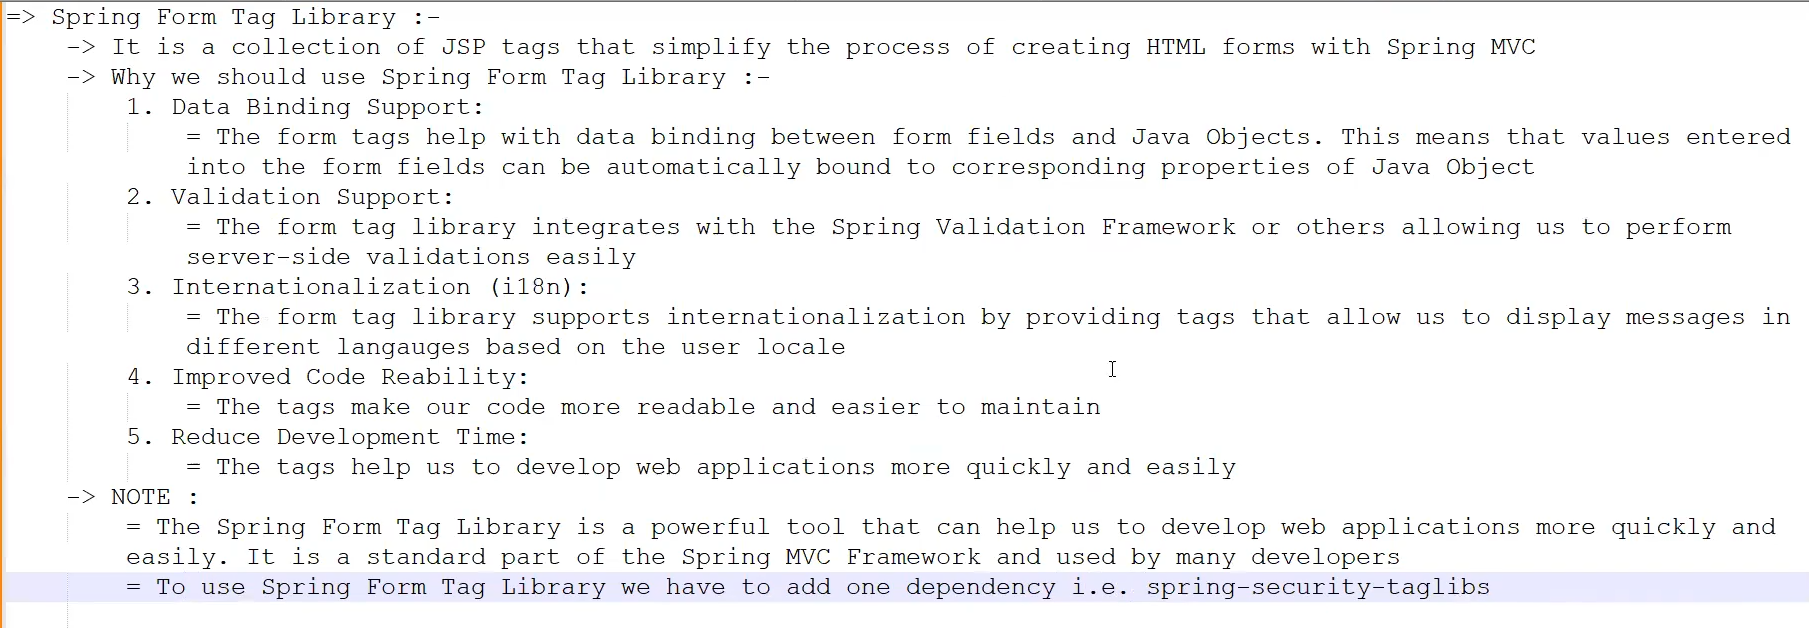 => Spring Form Tag Library :-
-> It is a collection of JSP tags that simplify the process of creating HTML forms with Spring MVC
-> Why we should use Spring Form Tag Library :-
1. Data Binding Support:
= The form tags help with data binding between form fields and Java Objects. This means that values entered
into the form fields can be automatically bound to corresponding properties of Java Object
2. Validation Support:
= The form tag library integrates with the Spring Validation Framework or others allowing us to perform
server-side validations easily
3. Internationalization (i18n):
= The form tag library supports internationalization by providing tags that allow us to display messages in
different langauges based on the user locale
4. Improved Code Reability:
= The tags make our code more readable and easier to maintain
5. Reduce Development Time:
= The tags help us to develop web applications more quickly and easily
-> NOTE :
= The Spring Form Tag Library is a powerful tool that can help us to develop web applications more quickly and
easily. It is a standard part of the Spring MVC Framework and used by many developers
= To use Spring Form Tag Library we have to add one dependency i.e. spring-security-taglibs